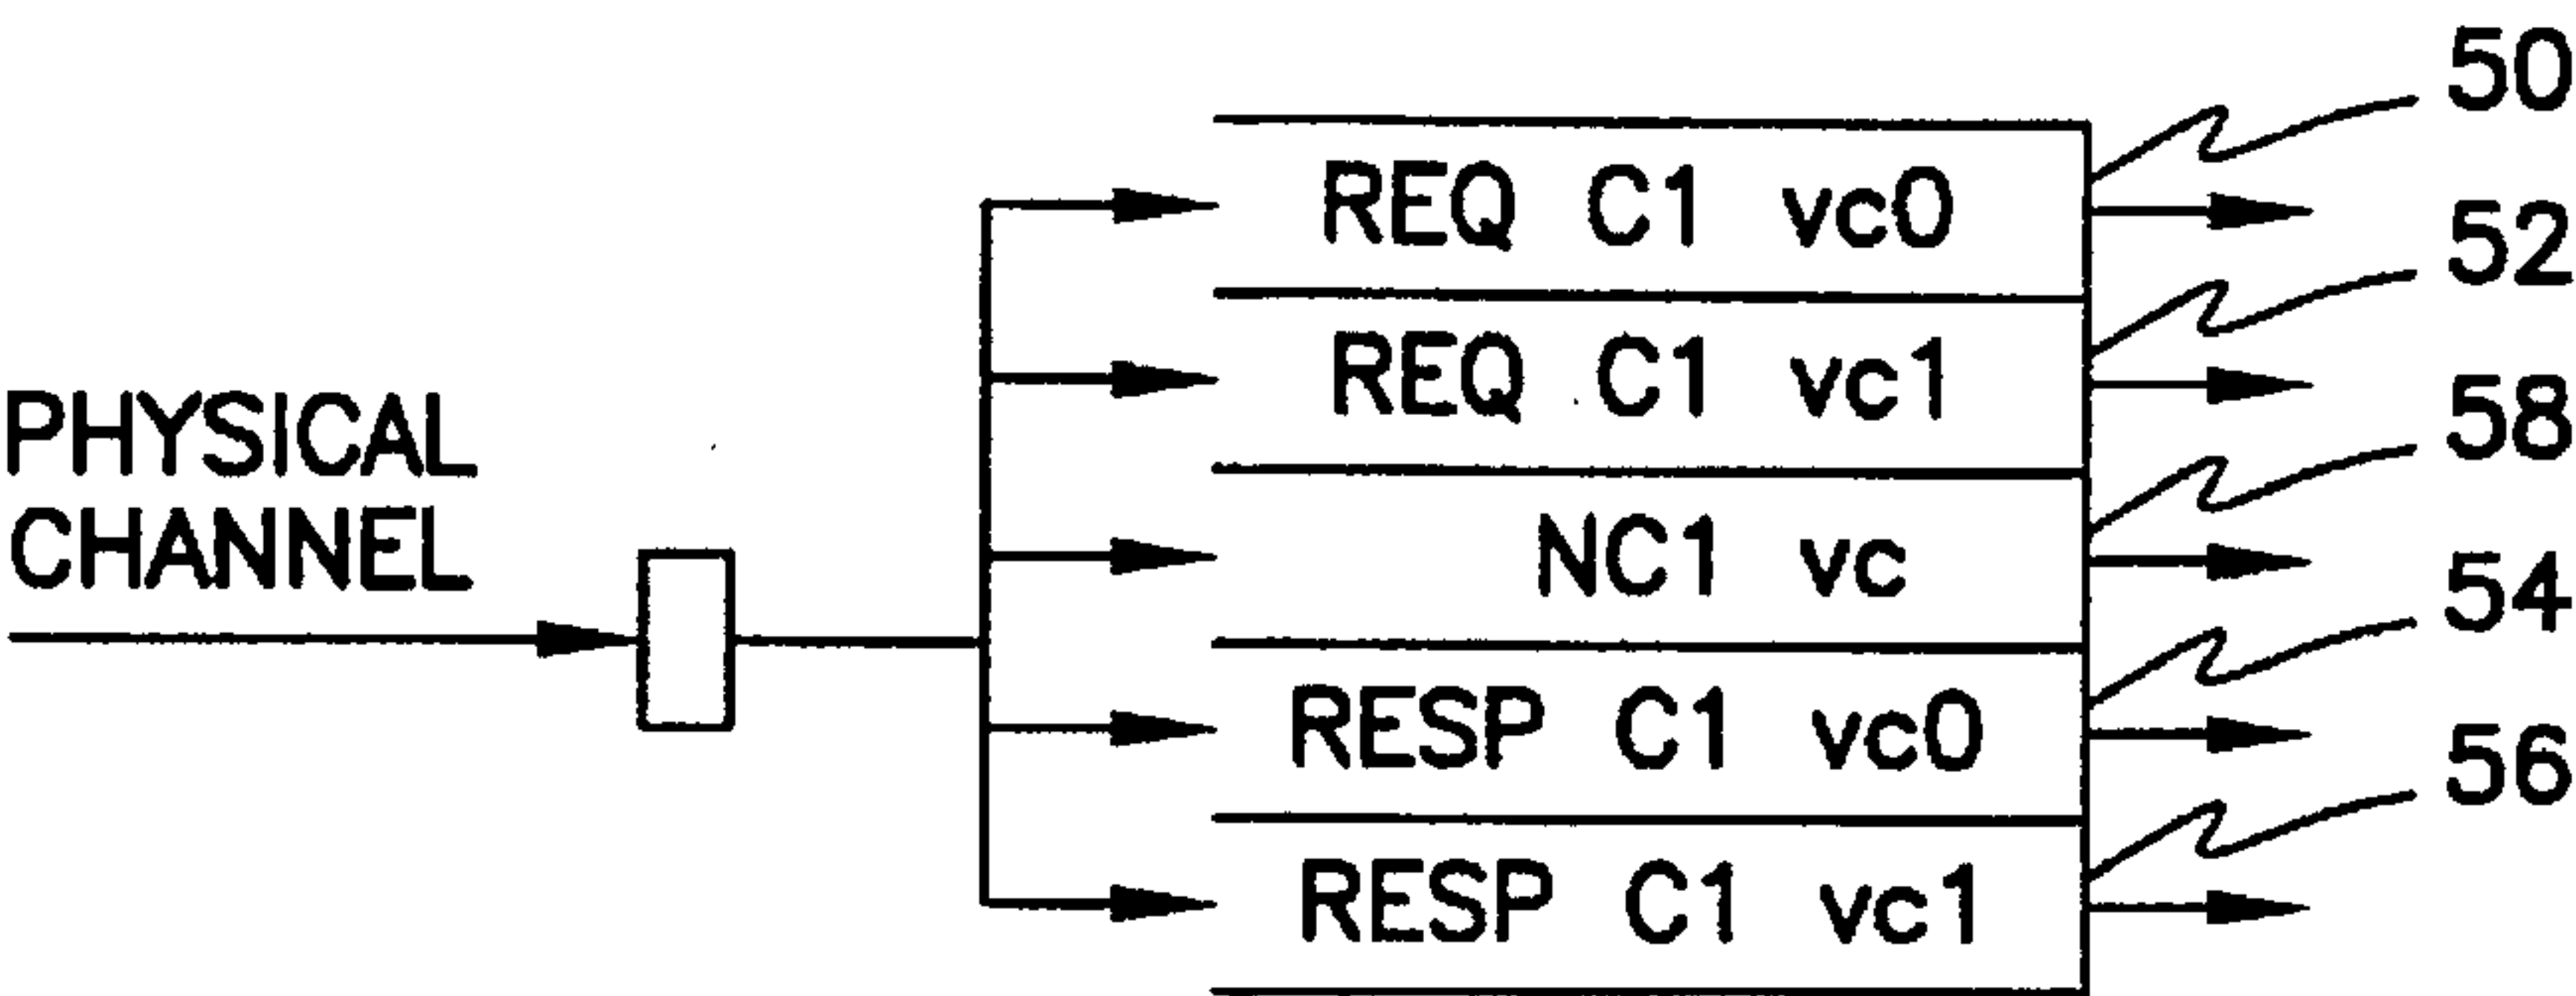 50
REQ C1 vc0
52
REQ C1 vc1
58
PHYSICAL
CHANNEL
NC1 vc
54
RESP C1 vc0
56
RESP C1 vc1